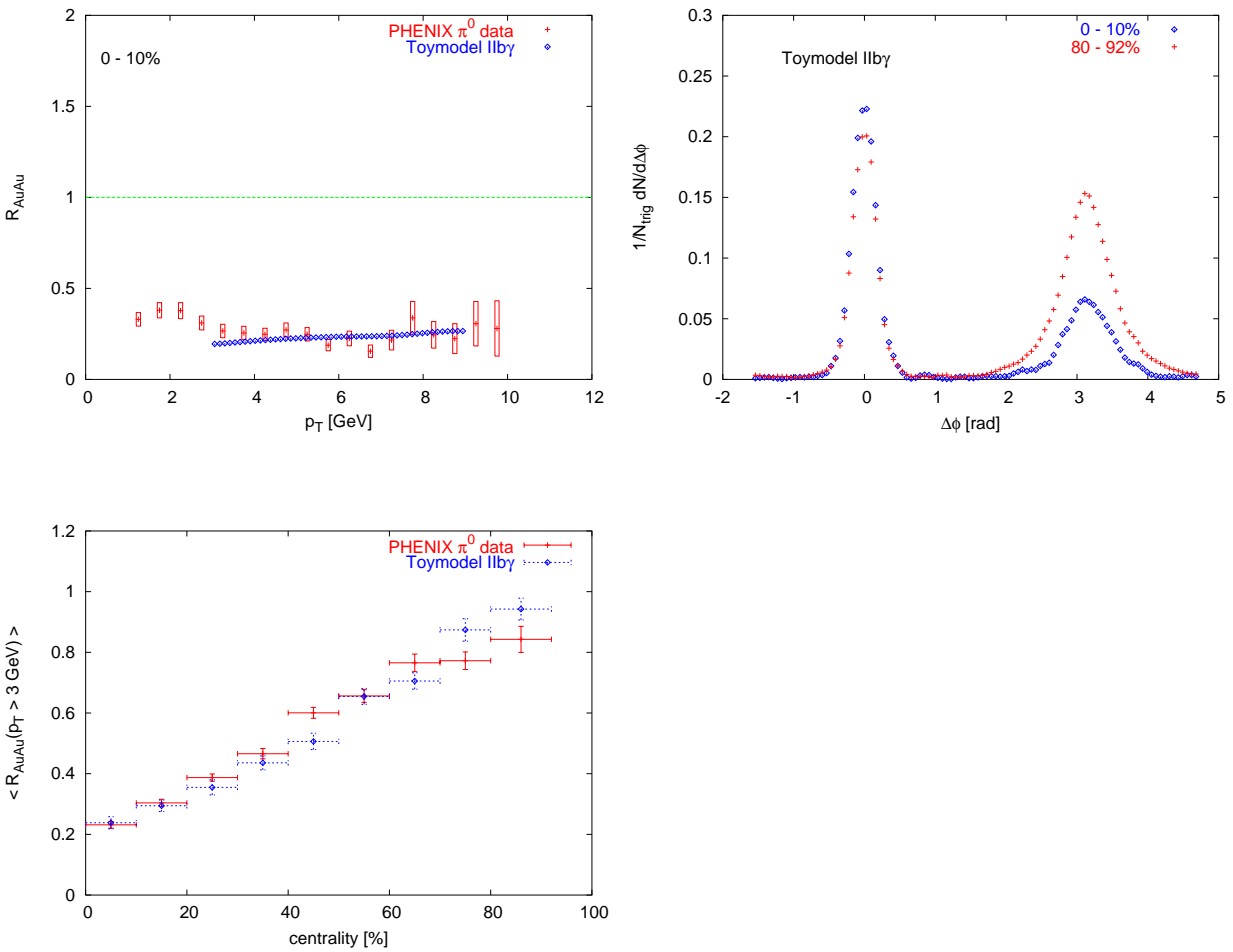 2
1.5
1
0.5
0
0
2
4
6
8
10
12
R_AuAu
p_T [GeV]
0 - 10%
PHENIX π^0 data
Toymodel IIbγ
0.3
0.25
0.2
0.15
0.1
0.05
0
-2
-1
0
1
2
3
4
5
1/N_trig dN/dΔϕ
Δϕ [rad]
Toymodel IIbγ
0 - 10%
80 - 92%
1.2
1
0.8
0.6
0.4
0.2
0
0
20
40
60
80
100
< R_AuAu(p_T > 3 GeV) >
centrality [%]
PHENIX π^0 data
Toymodel IIbγ